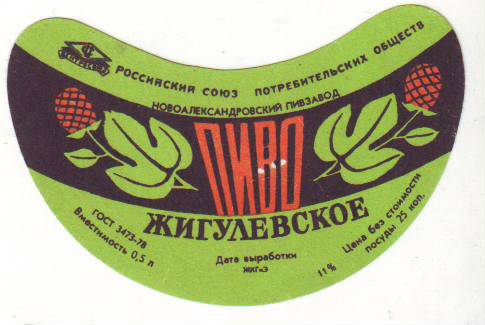 РОССИЙСКИЙ СОЮЗ ПОТРЕБИТЕЛЬСКИХ ОБЩЕСТВ
НОВОАЛЕКСАНДРОВСКИЙ ПИВЗАВОД
ПИВО
ЖИГУЛЕВСКОЕ
ГОСТ 3473-78
Вместимость 0,5 л
Дата выработки
ЖКГ-Э
11%
Цена без стоимости
посуды 25 коп.